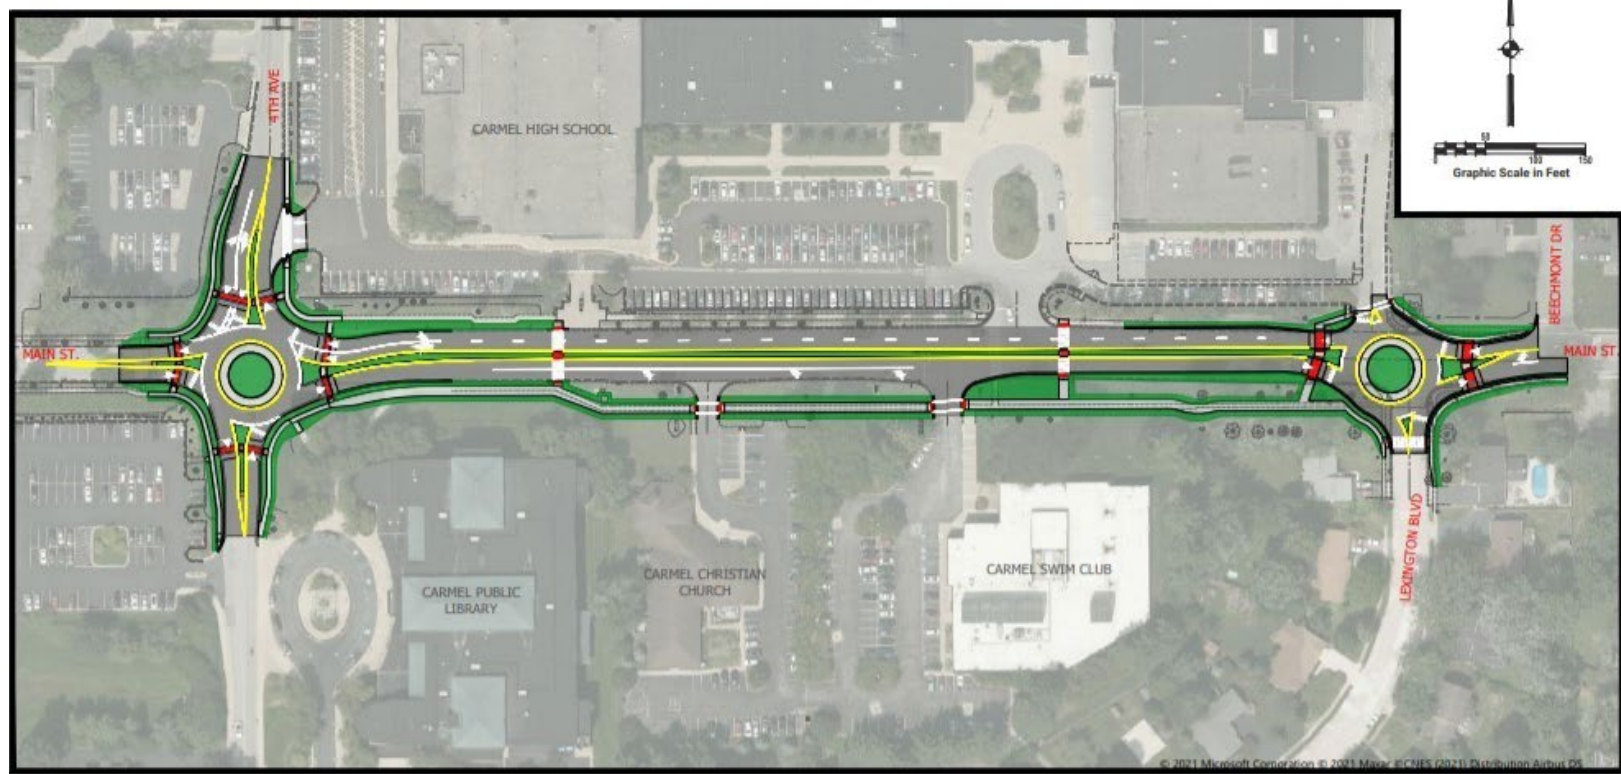 4TH AVE
CARMEL HIGH SCHOOL
50
0 100 150
Graphic Scale in Feet
BEECHMONT DR
MAIN ST.
MAIN ST
CARMEL PUBLIC
LIBRARY
CARMEL CHRISTIAN
CHURCH
CARMEL SWIM CLUB
LEXINGTON BLVD
© 2021 Microsoft Corporation © 2021 Maxar ©CNES (2021) Distribution Airbus DS